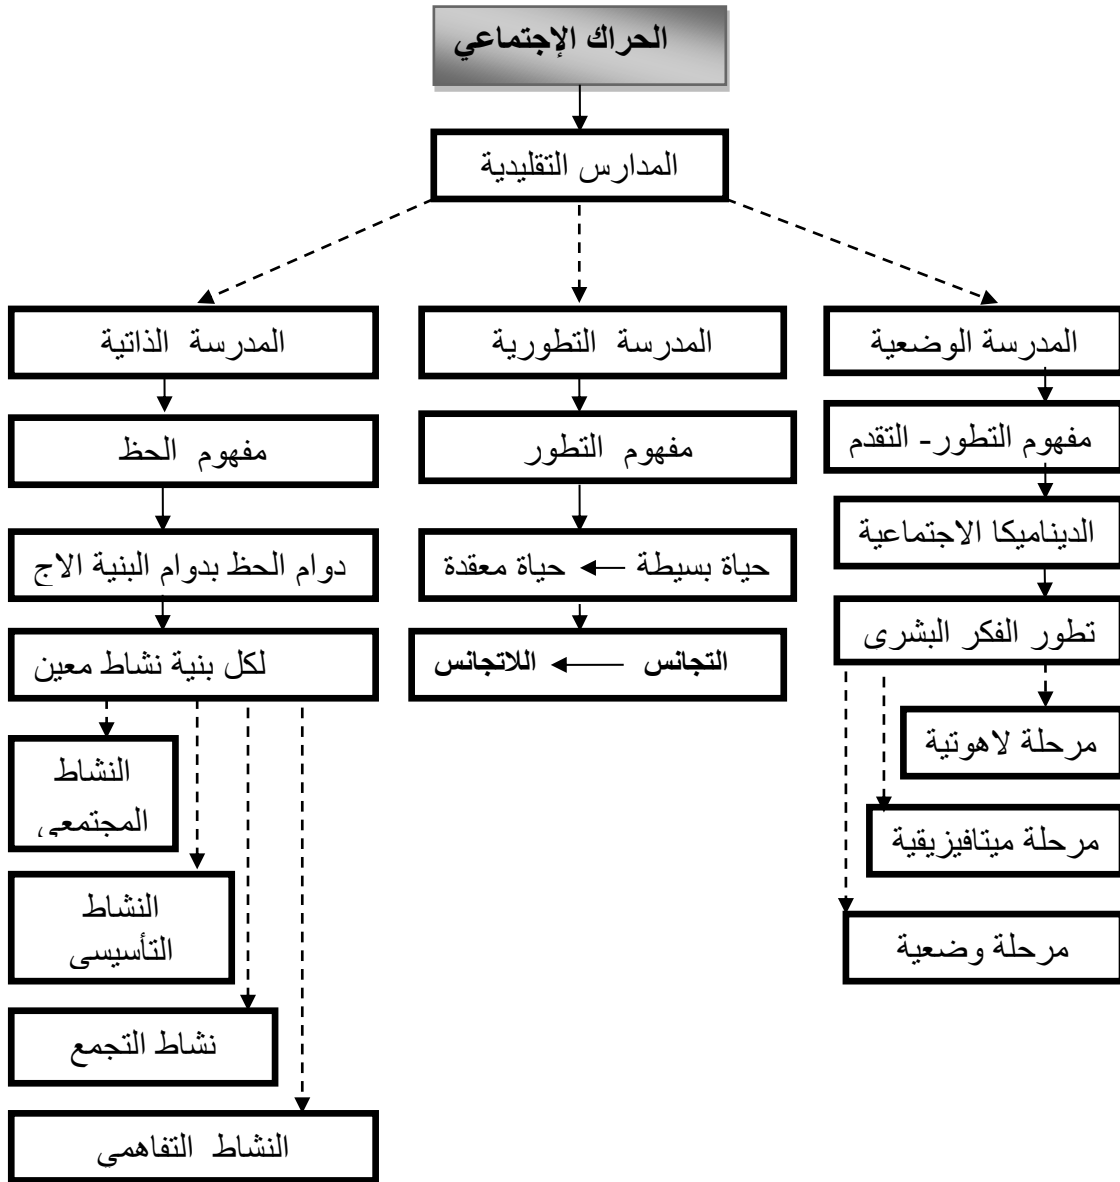 الحراك الإجتماعي
المدارس التقليدية
المدرسة الوضعية
المدرسة التطورية
المدرسة الذاتية
مفهوم التطور - التقدم
مفهوم التطور
مفهوم الحظ
الديناميكا الاجتماعية
حياة بسيطة ← حياة معقدة
دوام الحظ بدوام البنية الاج
تطور الفكر البشرى
التجانس ← اللاتجانس
لكل بنية نشاط معين
مرحلة لاهوتية
مرحلة ميتافيزيقية
مرحلة وضعية
النشاط
المجتمعى
النشاط
التأسيسى
نشاط التجمع
النشاط التفاهمى